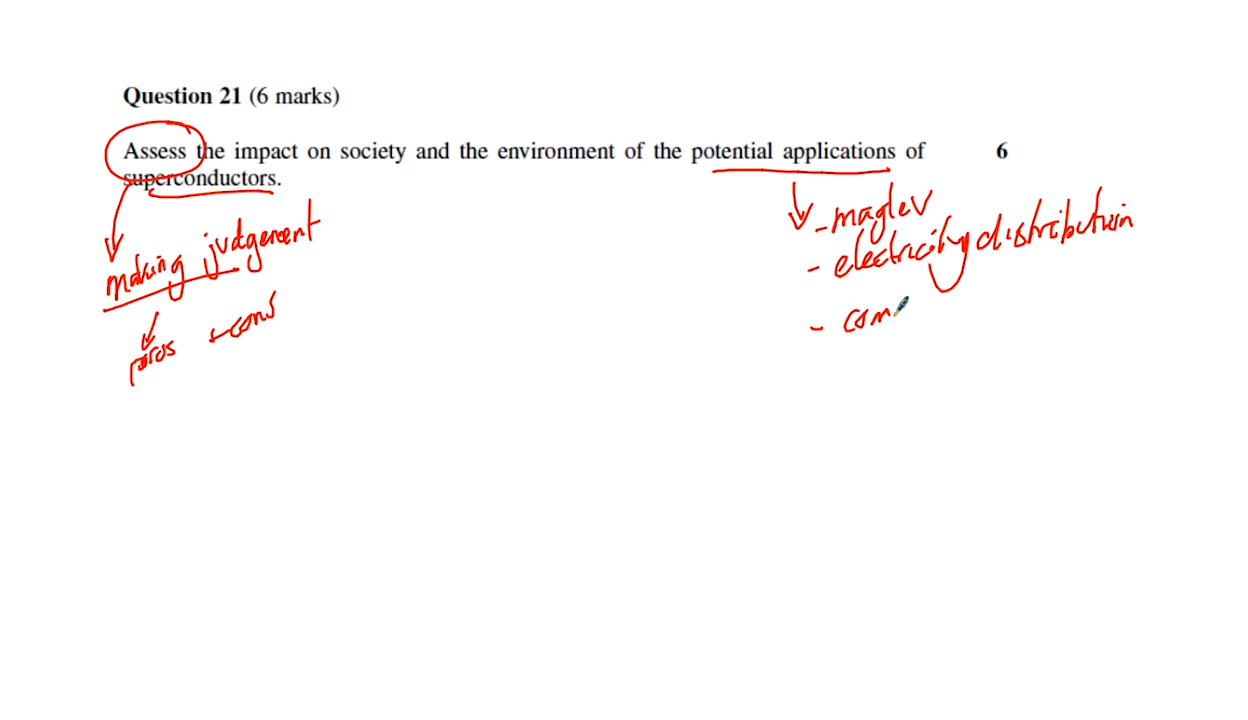 Question 21 (6 marks)
Assess the impact on society and the environment of the potential applications of 6
superconductors.
- maglev
making judgement
- electricity distribution
pros + cons
- com